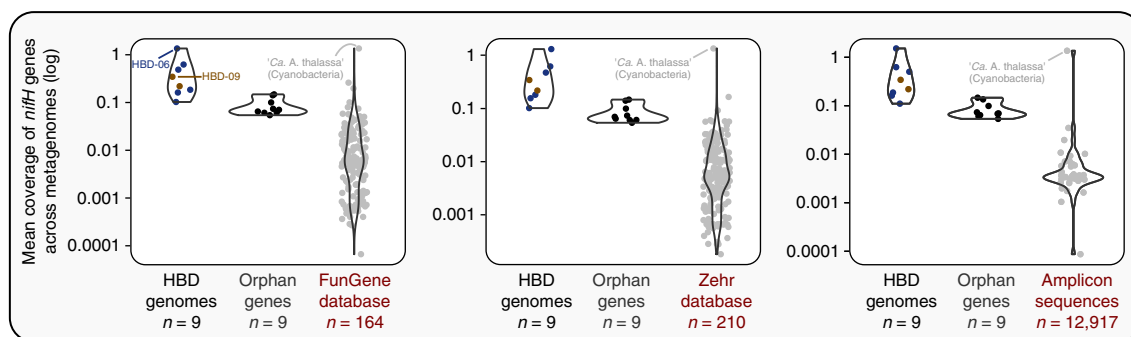 Mean coverage of nifH genes
across metagenomes (log)
1
0.1
0.01
0.001
0.0001
HBD-06
HBD-09
'Ca. A. thalassa'
(Cyanobacteria)
HBD
genomes
n = 9
Orphan
genes
n = 9
FunGene
database
n = 164
1
0.1
0.01
0.001
'Ca. A. thalassa'
(Cyanobacteria)
HBD
genomes
n = 9
Orphan
genes
n = 9
Zehr
database
n = 210
1
0.1
0.01
0.001
0.0001
'Ca. A. thalassa'
(Cyanobacteria)
HBD
genomes
n = 9
Orphan
genes
n = 9
Amplicon
sequences
n = 12,917